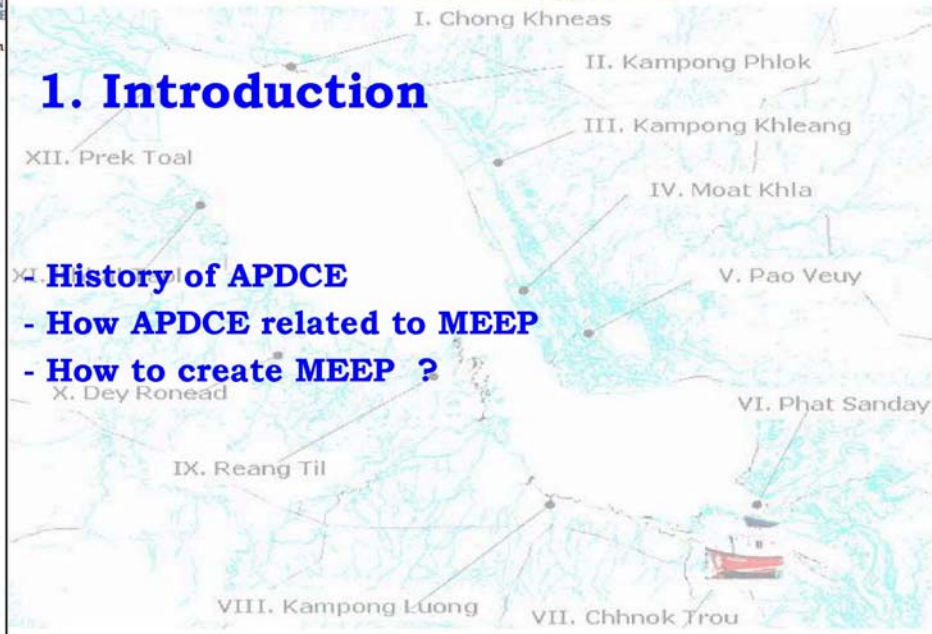 I. Chong Khneas
II. Kampong Phlok
1. Introduction
III. Kampong Khleang
XII. Prek Toal
IV. Moat Khla
- History of APDCE
V. Pao Veuy
- How APDCE related to MEEP
- How to create MEEP ?
X. Dey Ronead
VI. Phat Sanday
IX. Reang Til
VIII. Kampong Luong
VII. Chhnok Trou